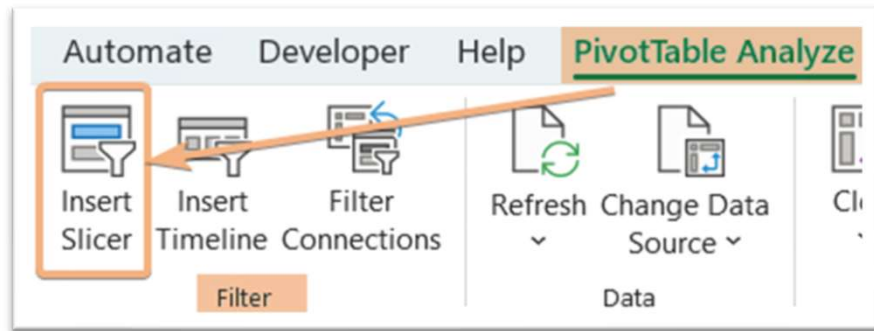 Automate Developer Help PivotTable Analyze
Insert Slicer
Insert Timeline
Filter Connections
Refresh
Change Data Source
Filter
Data